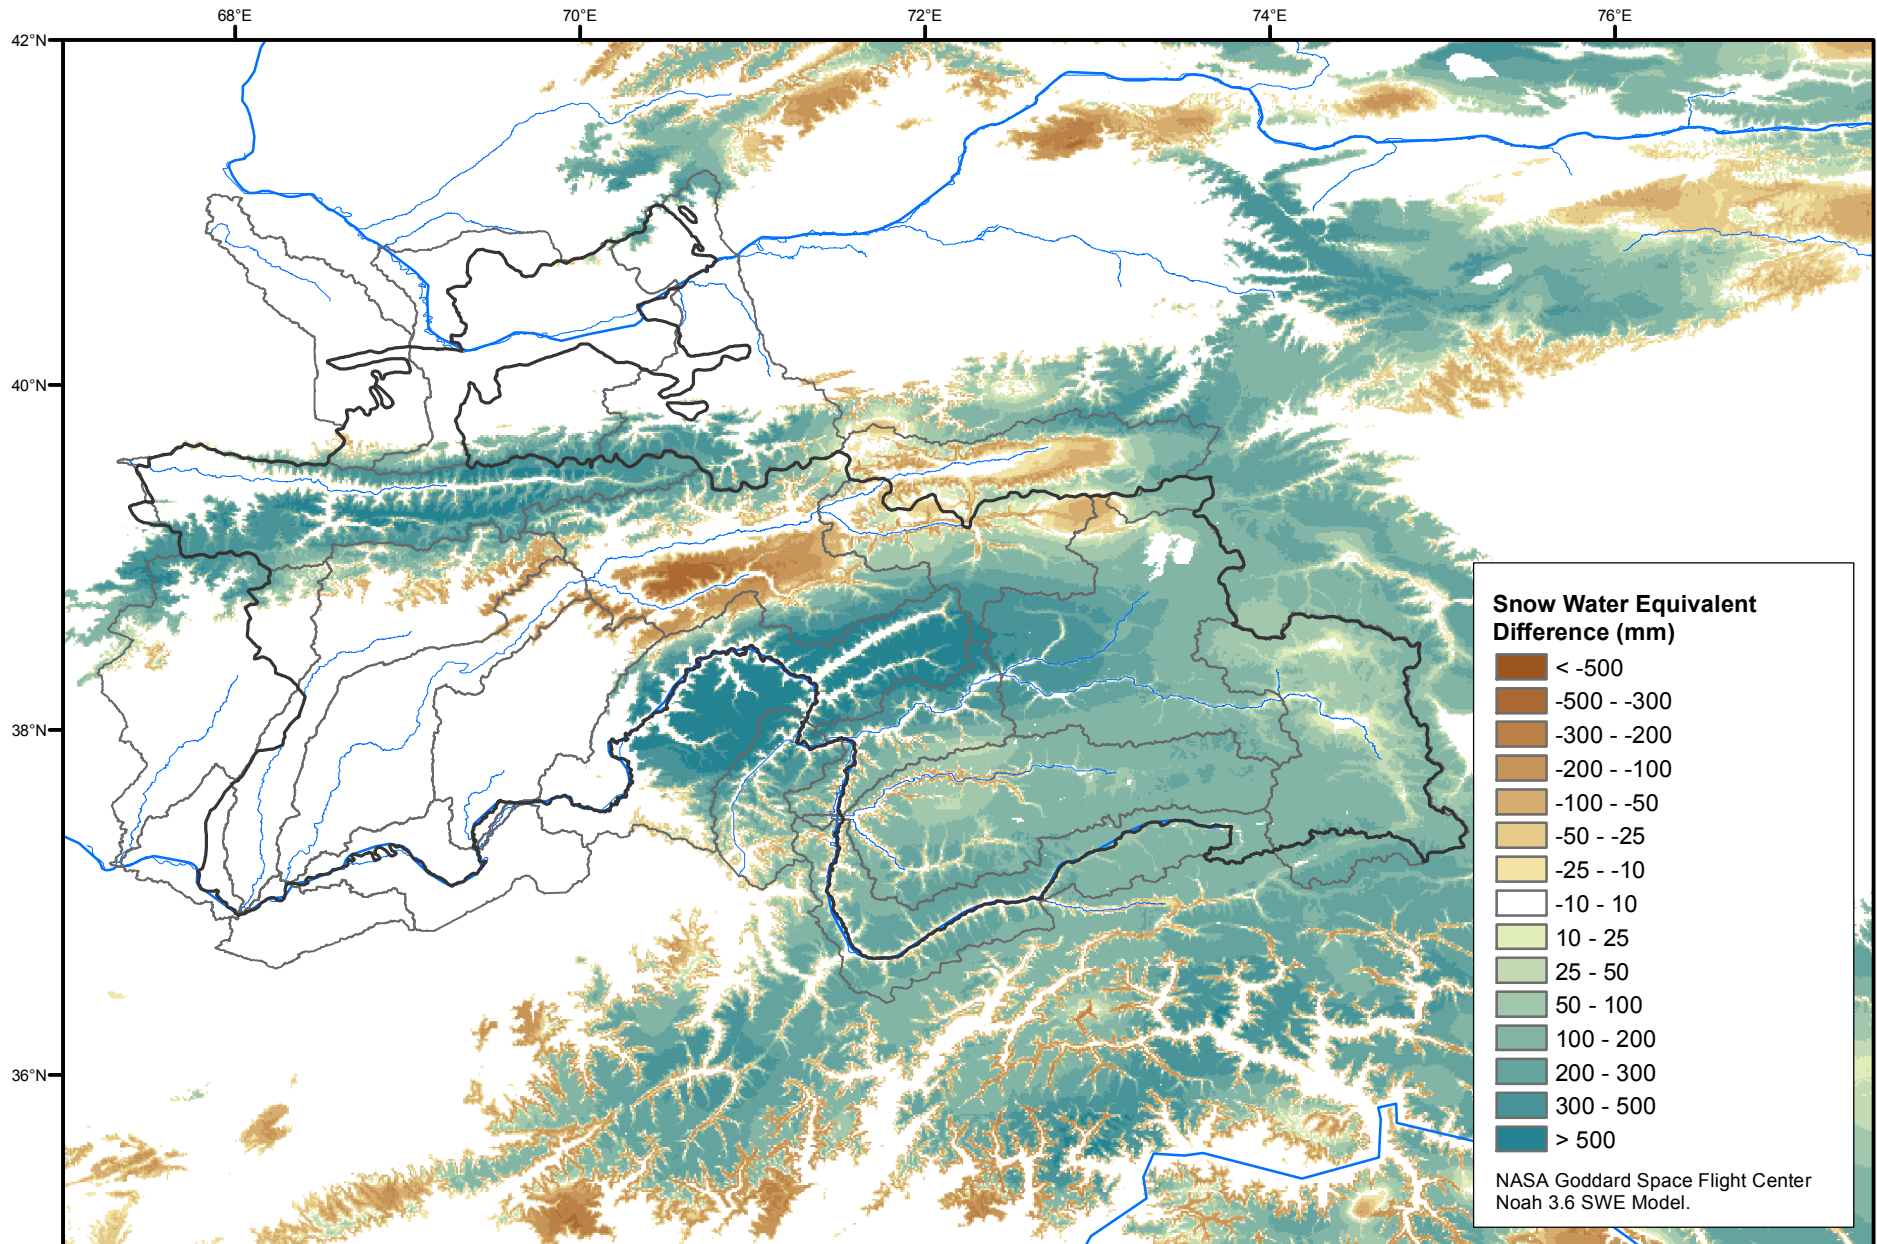 68°E
70°E
72°E
74°E
76°E
42°N
40°N
38°N
36°N
Snow Water Equivalent
Difference (mm)
< -500
-500 - -300
-300 - -200
-200 - -100
-100 - -50
-50 - -25
-25 - -10
-10 - 10
10 - 25
25 - 50
50 - 100
100 - 200
200 - 300
300 - 500
> 500
NASA Goddard Space Flight Center
Noah 3.6 SWE Model.